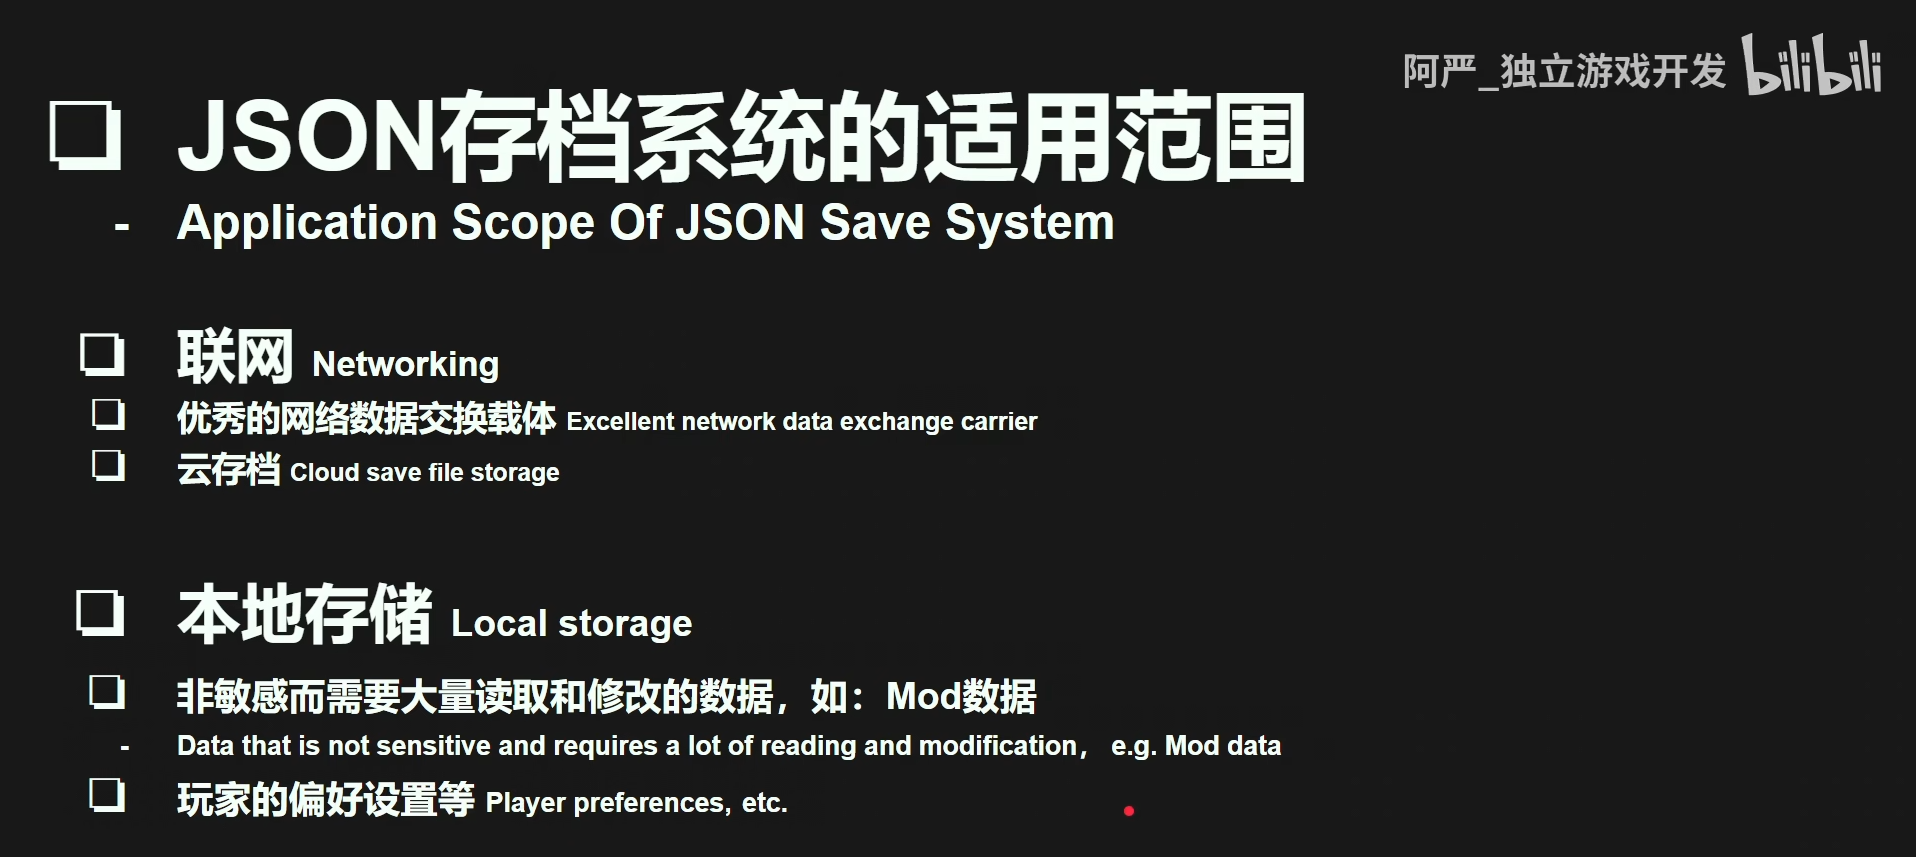 阿严_独立游戏开发 bilibili
JSON存档系统的适用范围
- Application Scope Of JSON Save System
联网 Networking
优秀的网络数据交换载体 Excellent network data exchange carrier
云存档 Cloud save file storage
本地存储 Local storage
非敏感而需要大量读取和修改的数据，如：Mod数据
- Data that is not sensitive and requires a lot of reading and modification， e.g. Mod data
玩家的偏好设置等 Player preferences, etc.